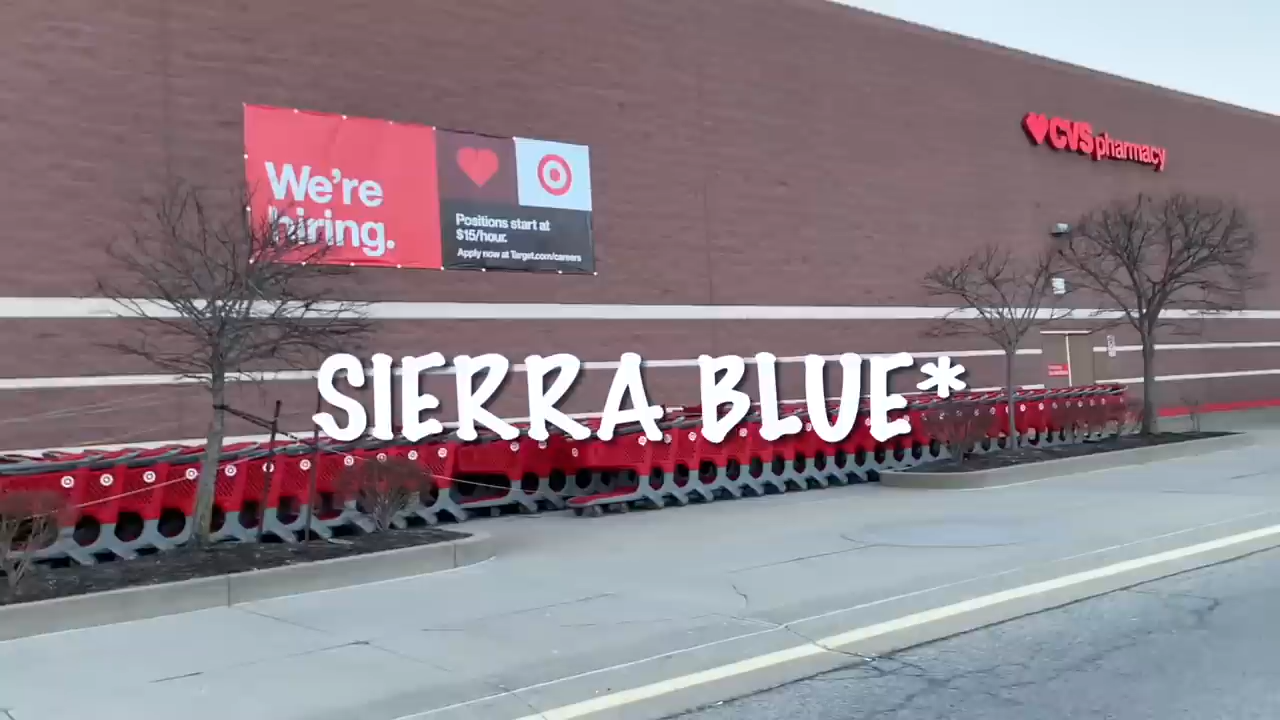 We're
hiring.
Positions start at
$15/hour.
Apply now at Target.com/careers
CVS pharmacy
SIERRA BLUE*